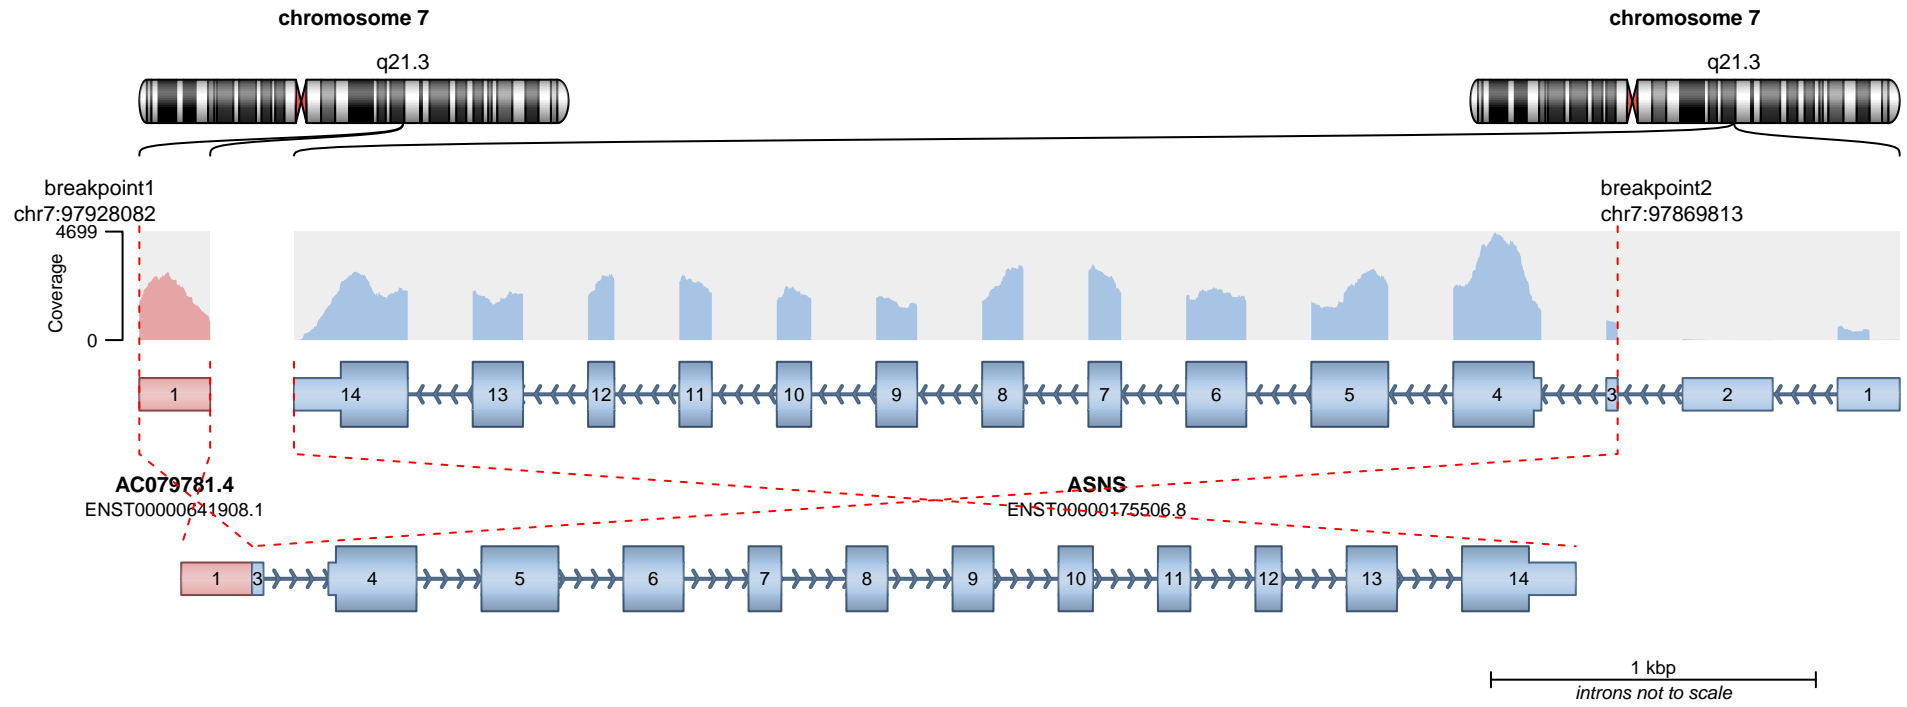 chromosome 7
chromosome 7
q21.3
q21.3
breakpoint1
chr7:97928082
breakpoint2
chr7:97869813
4699
Coverage
0
1
14 13 12 11 10 9 8 7 6 5 4 3 2 1
AC079781.4
ENST00000641908.1
ASNS
ENST00000175506.8
1 3 4 5 6 7 8 9 10 11 12 13 14
1 kbp
introns not to scale